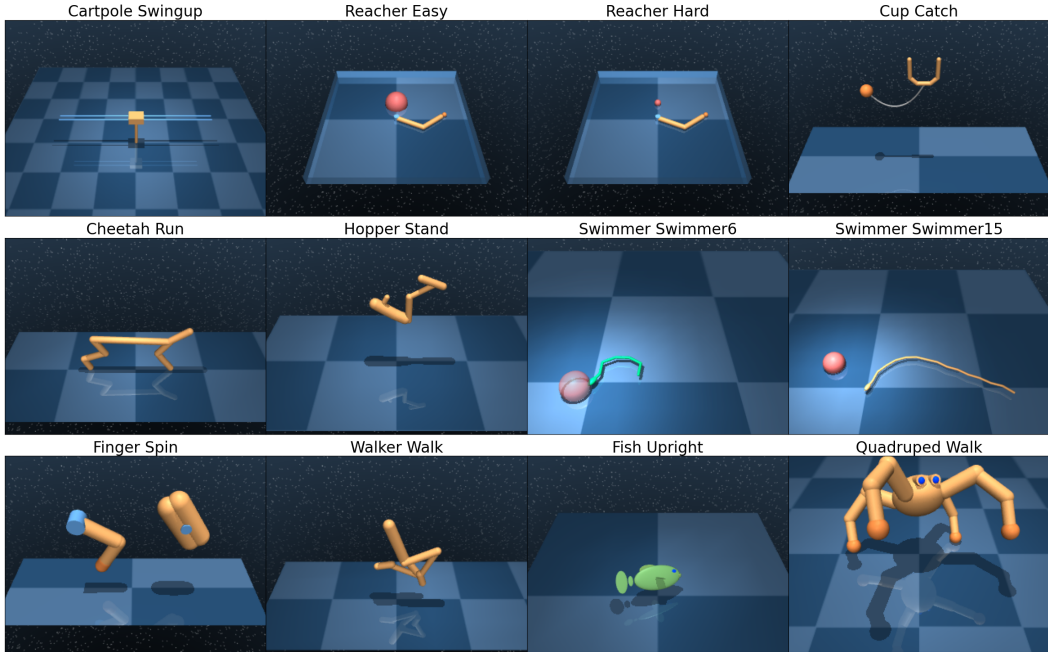 Cartpole Swingup
Reacher Easy
Reacher Hard
Cup Catch
Cheetah Run
Hopper Stand
Swimmer Swimmer6
Swimmer Swimmer15
Finger Spin
Walker Walk
Fish Upright
Quadruped Walk